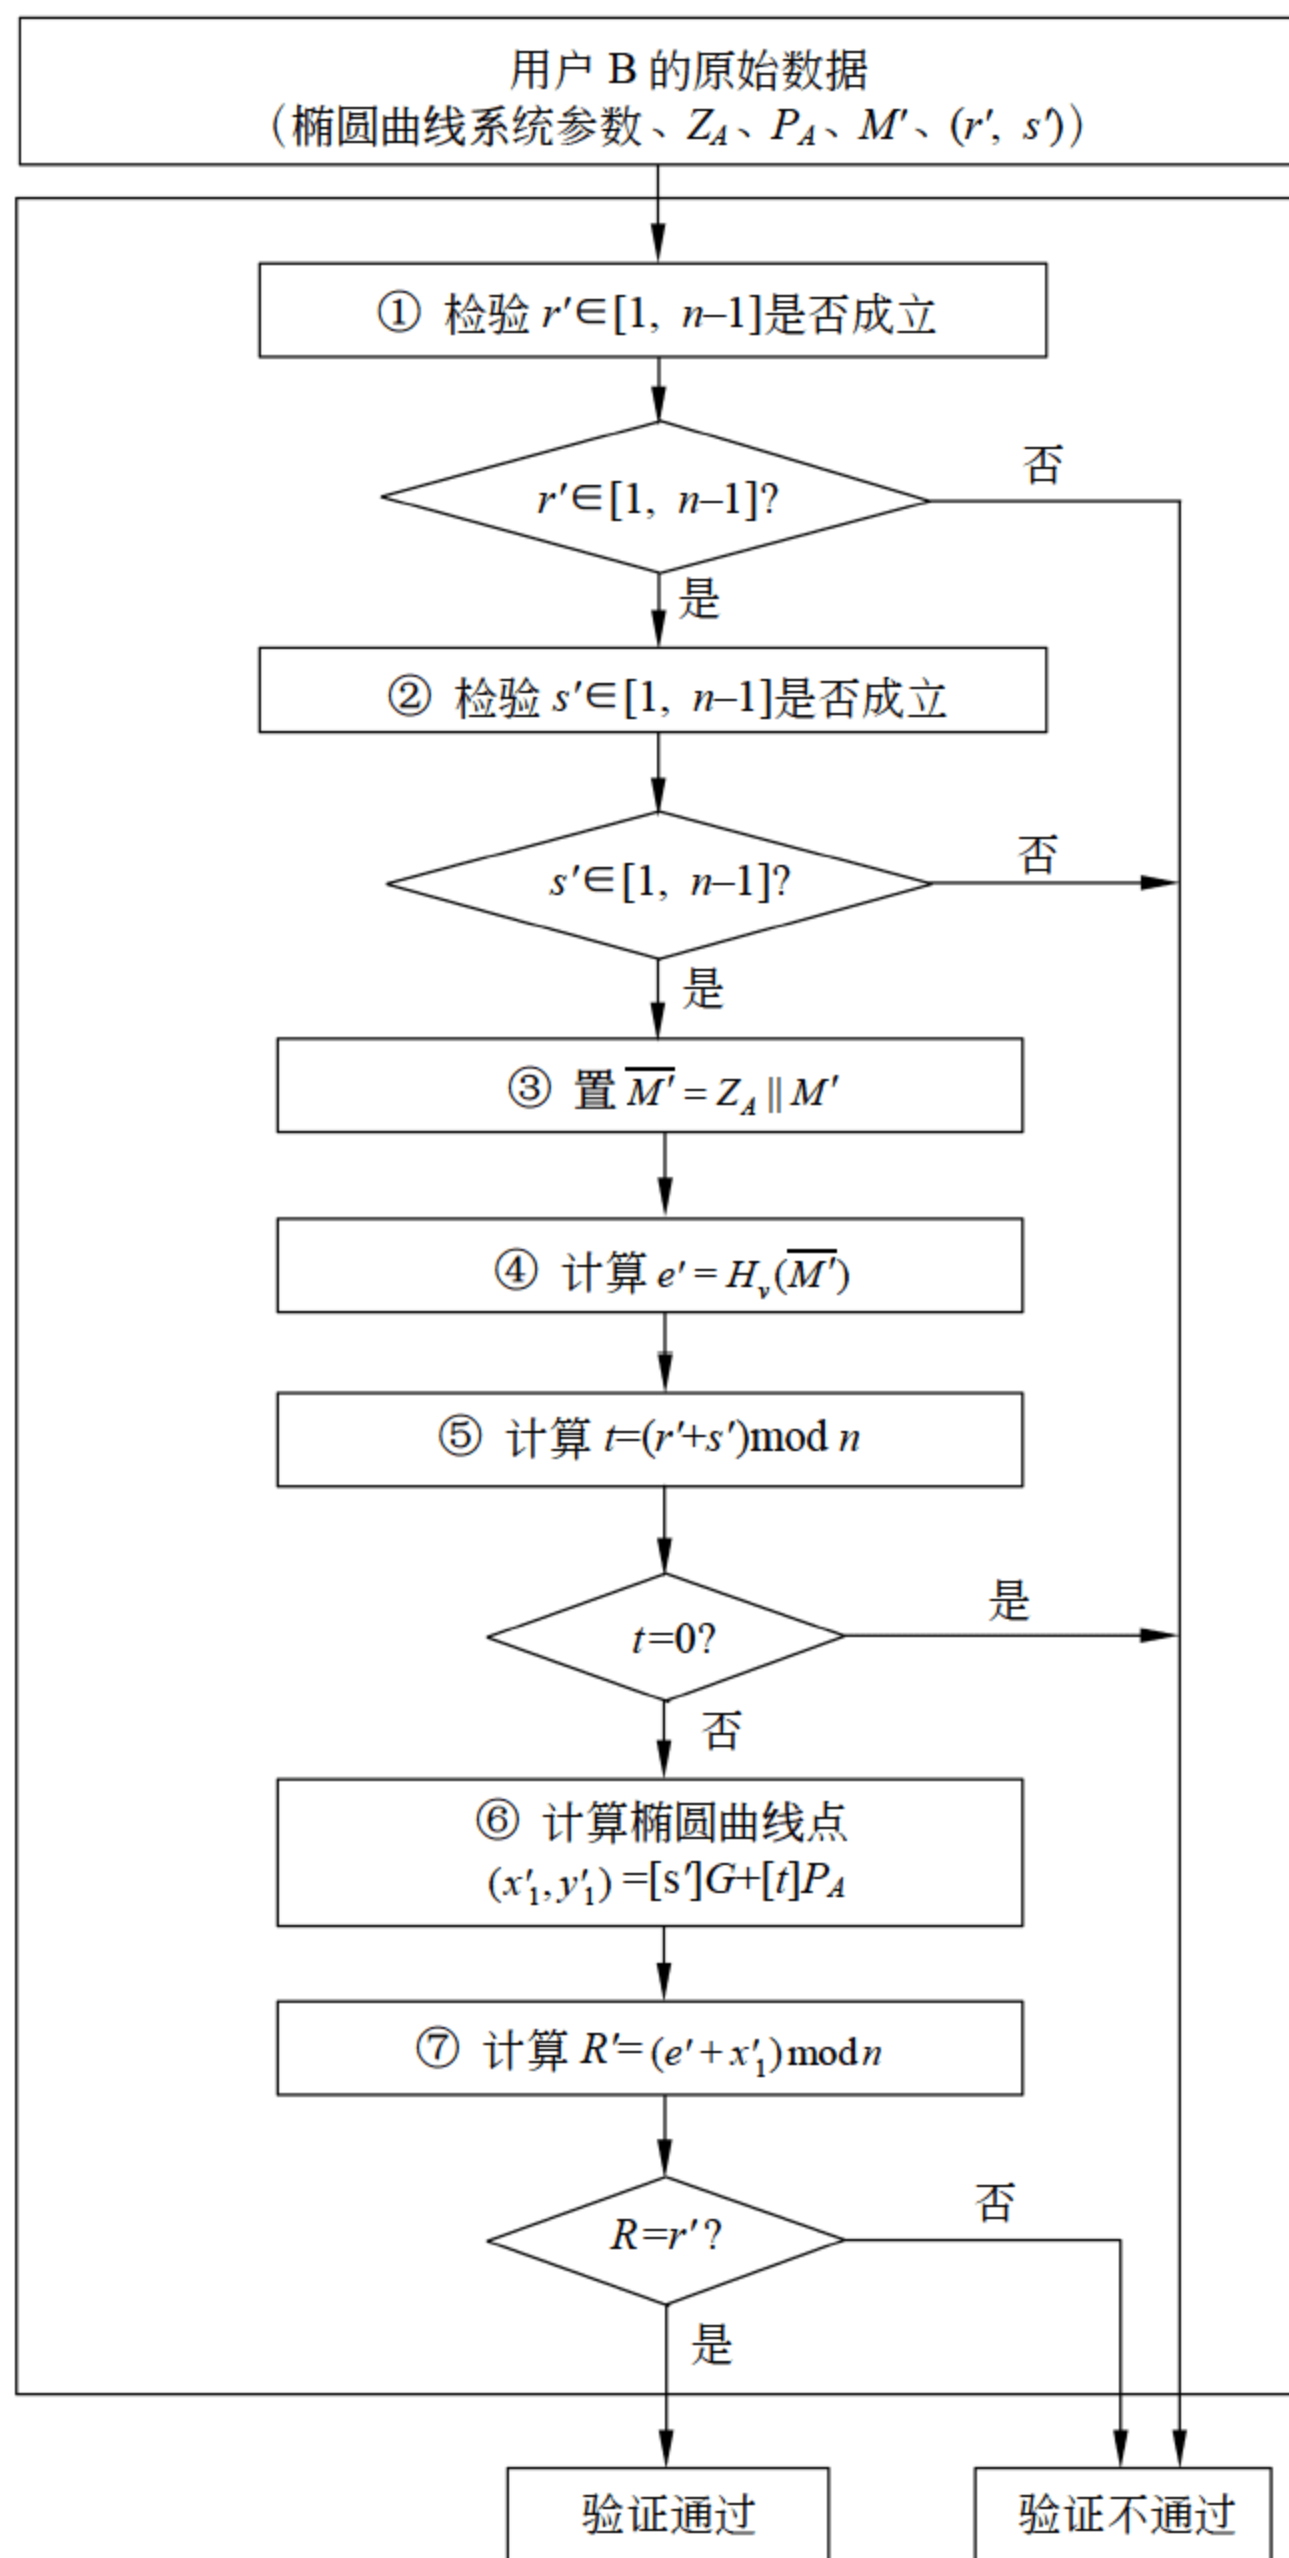 用户 B 的原始数据
（椭圆曲线系统参数、Z_A、P_A、M′、(r′, s′)）
① 检验 r′∈[1, n–1]是否成立
r′∈[1, n–1]?
否
是
② 检验 s′∈[1, n–1]是否成立
s′∈[1, n–1]?
否
是
③ 置 M̅′̅ = Z_A || M′
④ 计算 e′ = H_v(M̅′̅)
⑤ 计算 t=(r′+s′)mod n
t=0?
是
否
⑥ 计算椭圆曲线点
(x′₁, y′₁) =[s′]G+[t]P_A
⑦ 计算 R′= (e′ + x′₁) mod n
R=r′?
否
是
验证通过
验证不通过